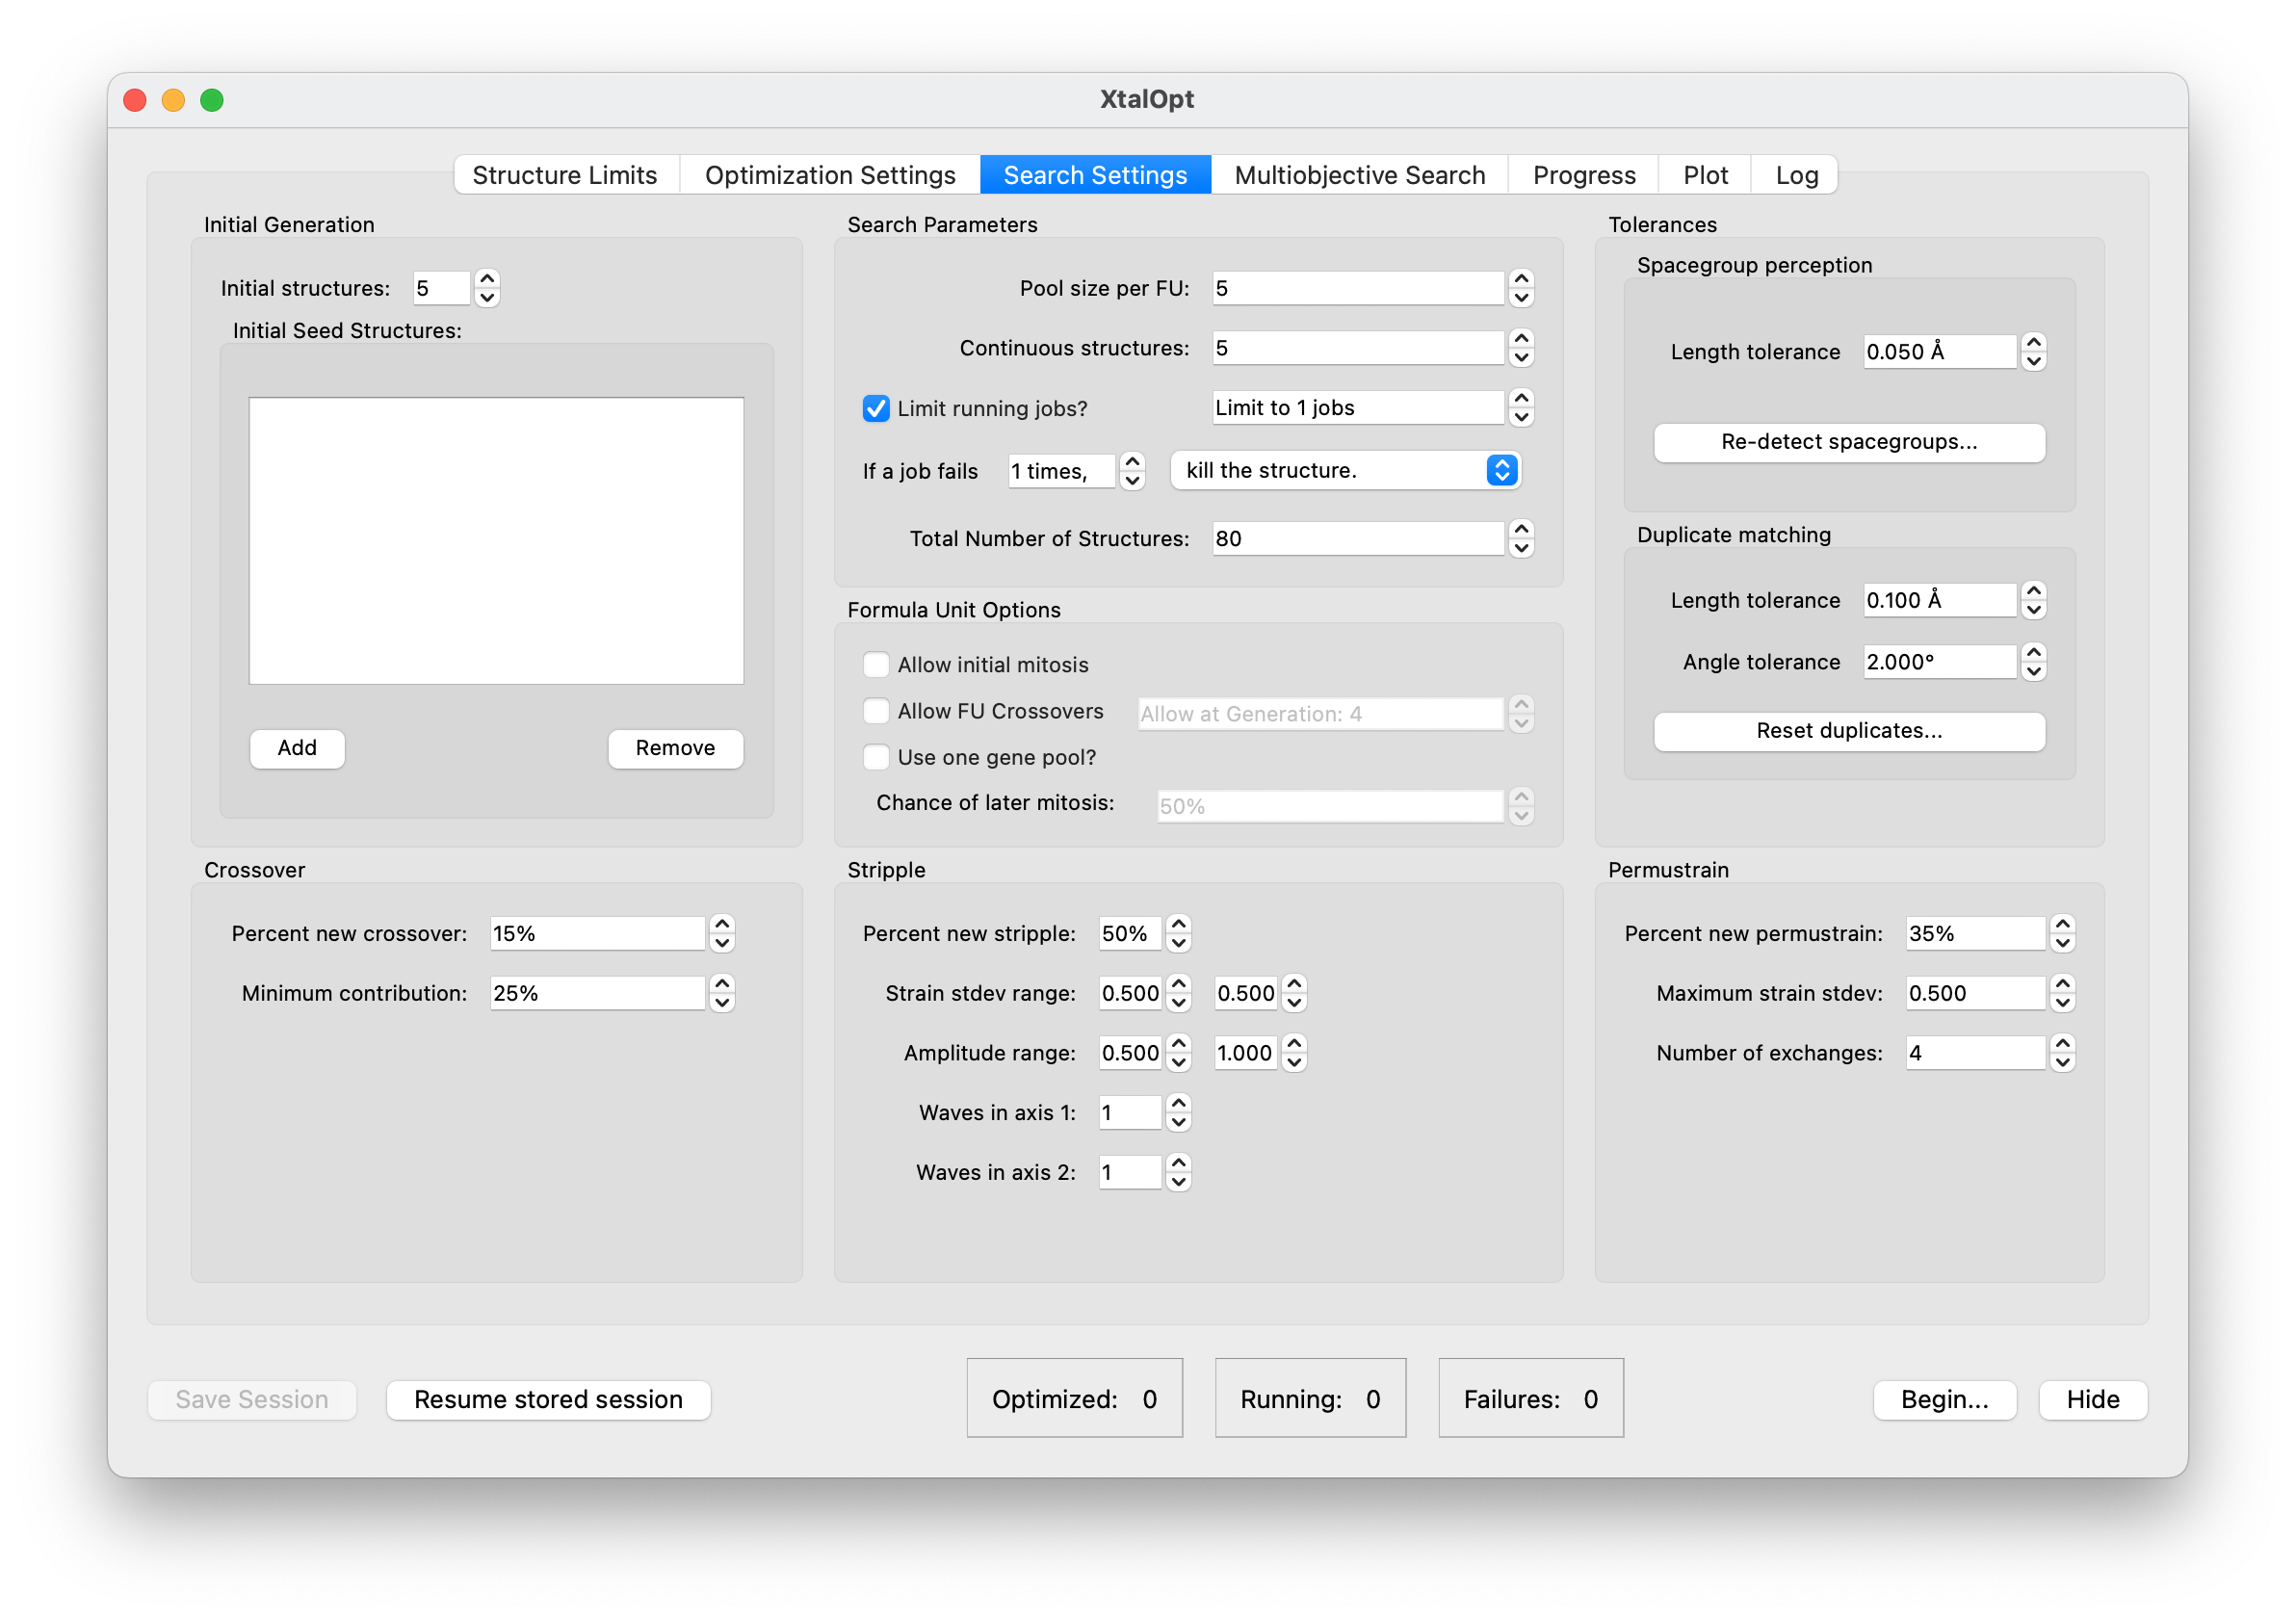 XtalOpt
Structure Limits Optimization Settings Search Settings Multiobjective Search Progress Plot Log
Initial Generation
Initial structures: 5
Initial Seed Structures:
Add Remove
Search Parameters
Pool size per FU: 5
Continuous structures: 5
Limit running jobs? Limit to 1 jobs
If a job fails 1 times, kill the structure.
Total Number of Structures: 80
Formula Unit Options
Allow initial mitosis
Allow FU Crossovers Allow at Generation: 4
Use one gene pool?
Chance of later mitosis: 50%
Tolerances
Spacegroup perception
Length tolerance 0.050 Å
Re-detect spacegroups...
Duplicate matching
Length tolerance 0.100 Å
Angle tolerance 2.000°
Reset duplicates...
Crossover
Percent new crossover: 15%
Minimum contribution: 25%
Stripple
Percent new stripple: 50%
Strain stdev range: 0.500 0.500
Amplitude range: 0.500 1.000
Waves in axis 1: 1
Waves in axis 2: 1
Permustrain
Percent new permustrain: 35%
Maximum strain stdev: 0.500
Number of exchanges: 4
Save Session Resume stored session Optimized: 0 Running: 0 Failures: 0 Begin... Hide